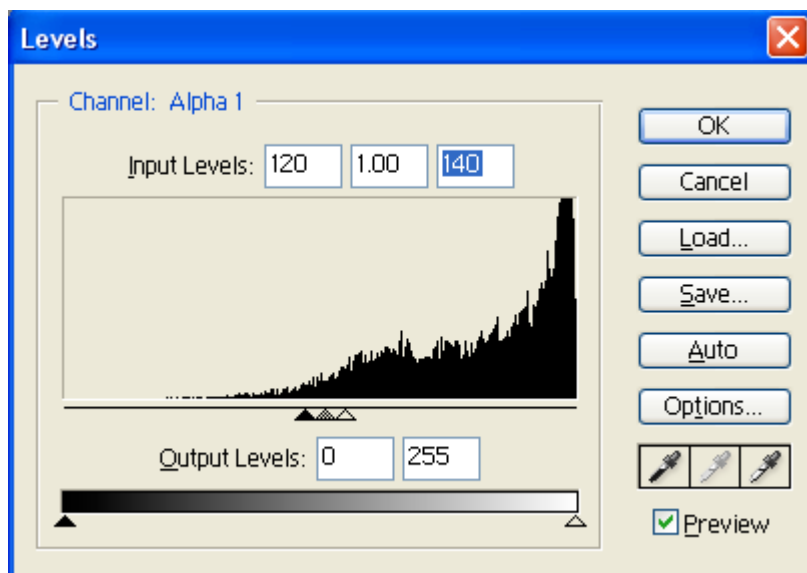 Levels
Channel: Alpha 1
Input Levels: 120 1.00 140
Output Levels: 0 255
OK
Cancel
Load...
Save...
Auto
Options...
Preview